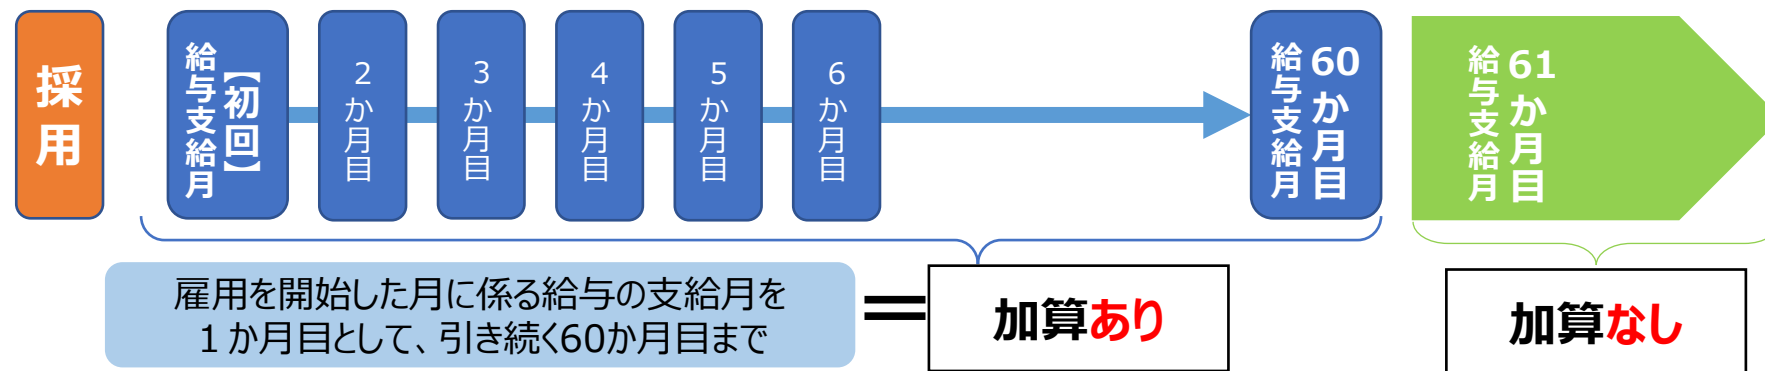 採用
【初回】
給与支給月
2か月目
3か月目
4か月目
5か月目
6か月目
60か月目
給与支給月
61か月目
給与支給月
雇用を開始した月に係る給与の支給月を
１か月目として、引き続く60か月目まで
＝
加算あり
加算なし